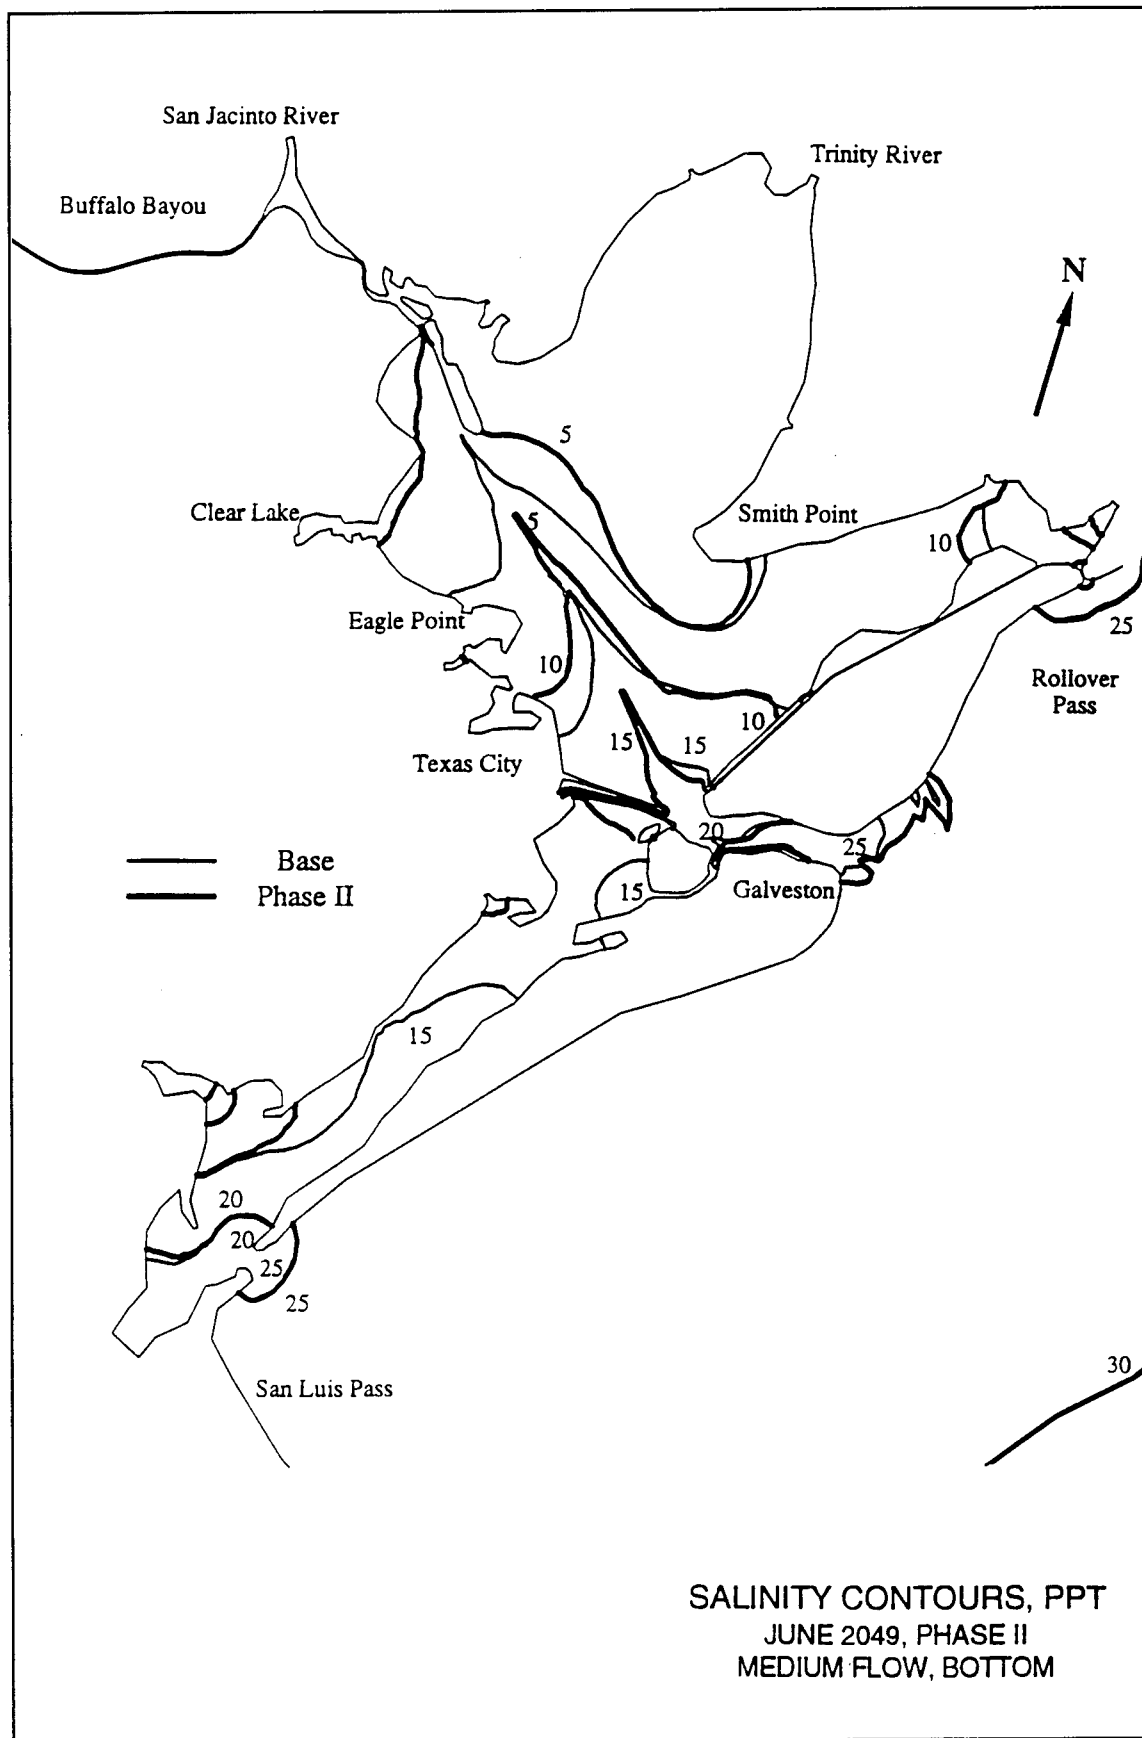 San Jacinto River
Trinity River
Buffalo Bayou
N
5
Clear Lake
5
Smith Point
10
Eagle Point
25
10
Rollover
Pass
10
15
15
Texas City
20
25
Base
Phase II
15
Galveston
15
20
20
25
25
San Luis Pass
30
SALINITY CONTOURS, PPT
JUNE 2049, PHASE II
MEDIUM FLOW, BOTTOM